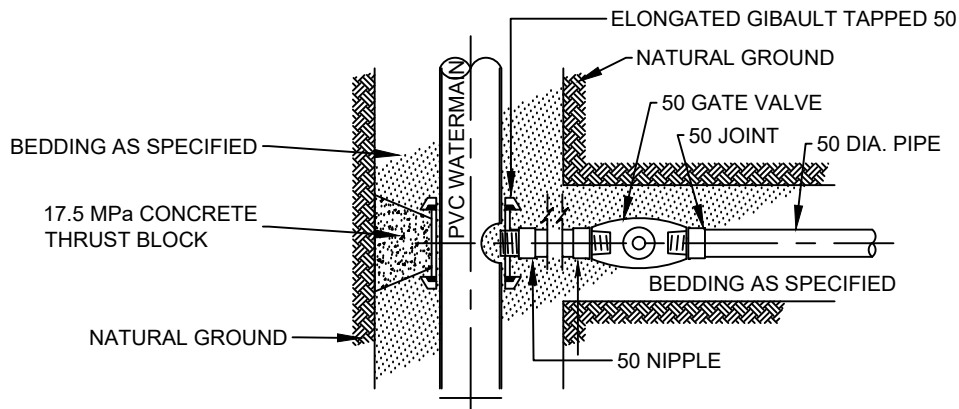 ELONGATED GIBAULT TAPPED 50
NATURAL GROUND
50 GATE VALVE
50 JOINT
50 DIA. PIPE
BEDDING AS SPECIFIED
PVC WATERMAIN
17.5 MPa CONCRETE
THRUST BLOCK
BEDDING AS SPECIFIED
NATURAL GROUND
50 NIPPLE